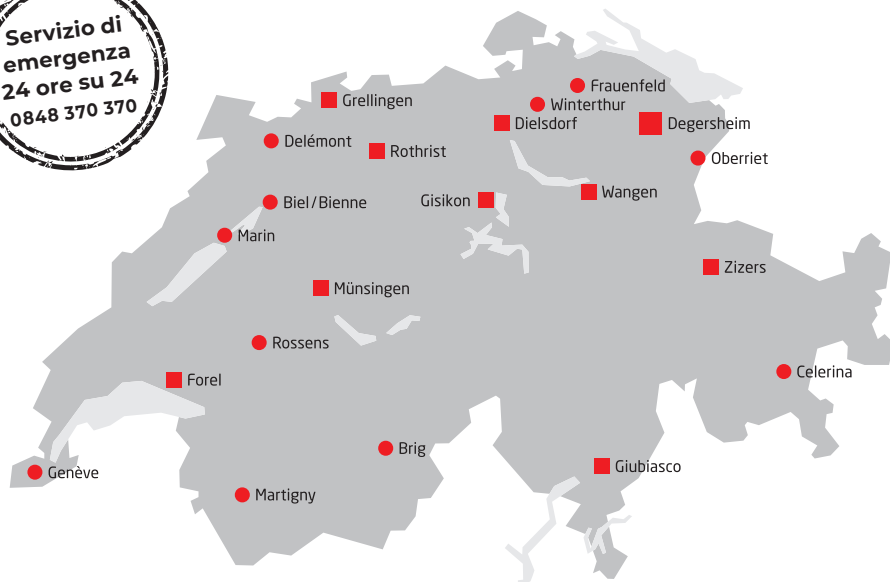 Servizio di
emergenza
24 ore su 24
0848 370 370
Frauenfeld
Grellingen
Winterthur
Dielsdorf
Degersheim
Delémont
Rothrist
Oberriet
Wangen
Biel/Bienne
Gisikon
Marin
Zizers
Münsingen
Rossens
Celerina
Forel
Brig
Giubiasco
Genève
Martigny